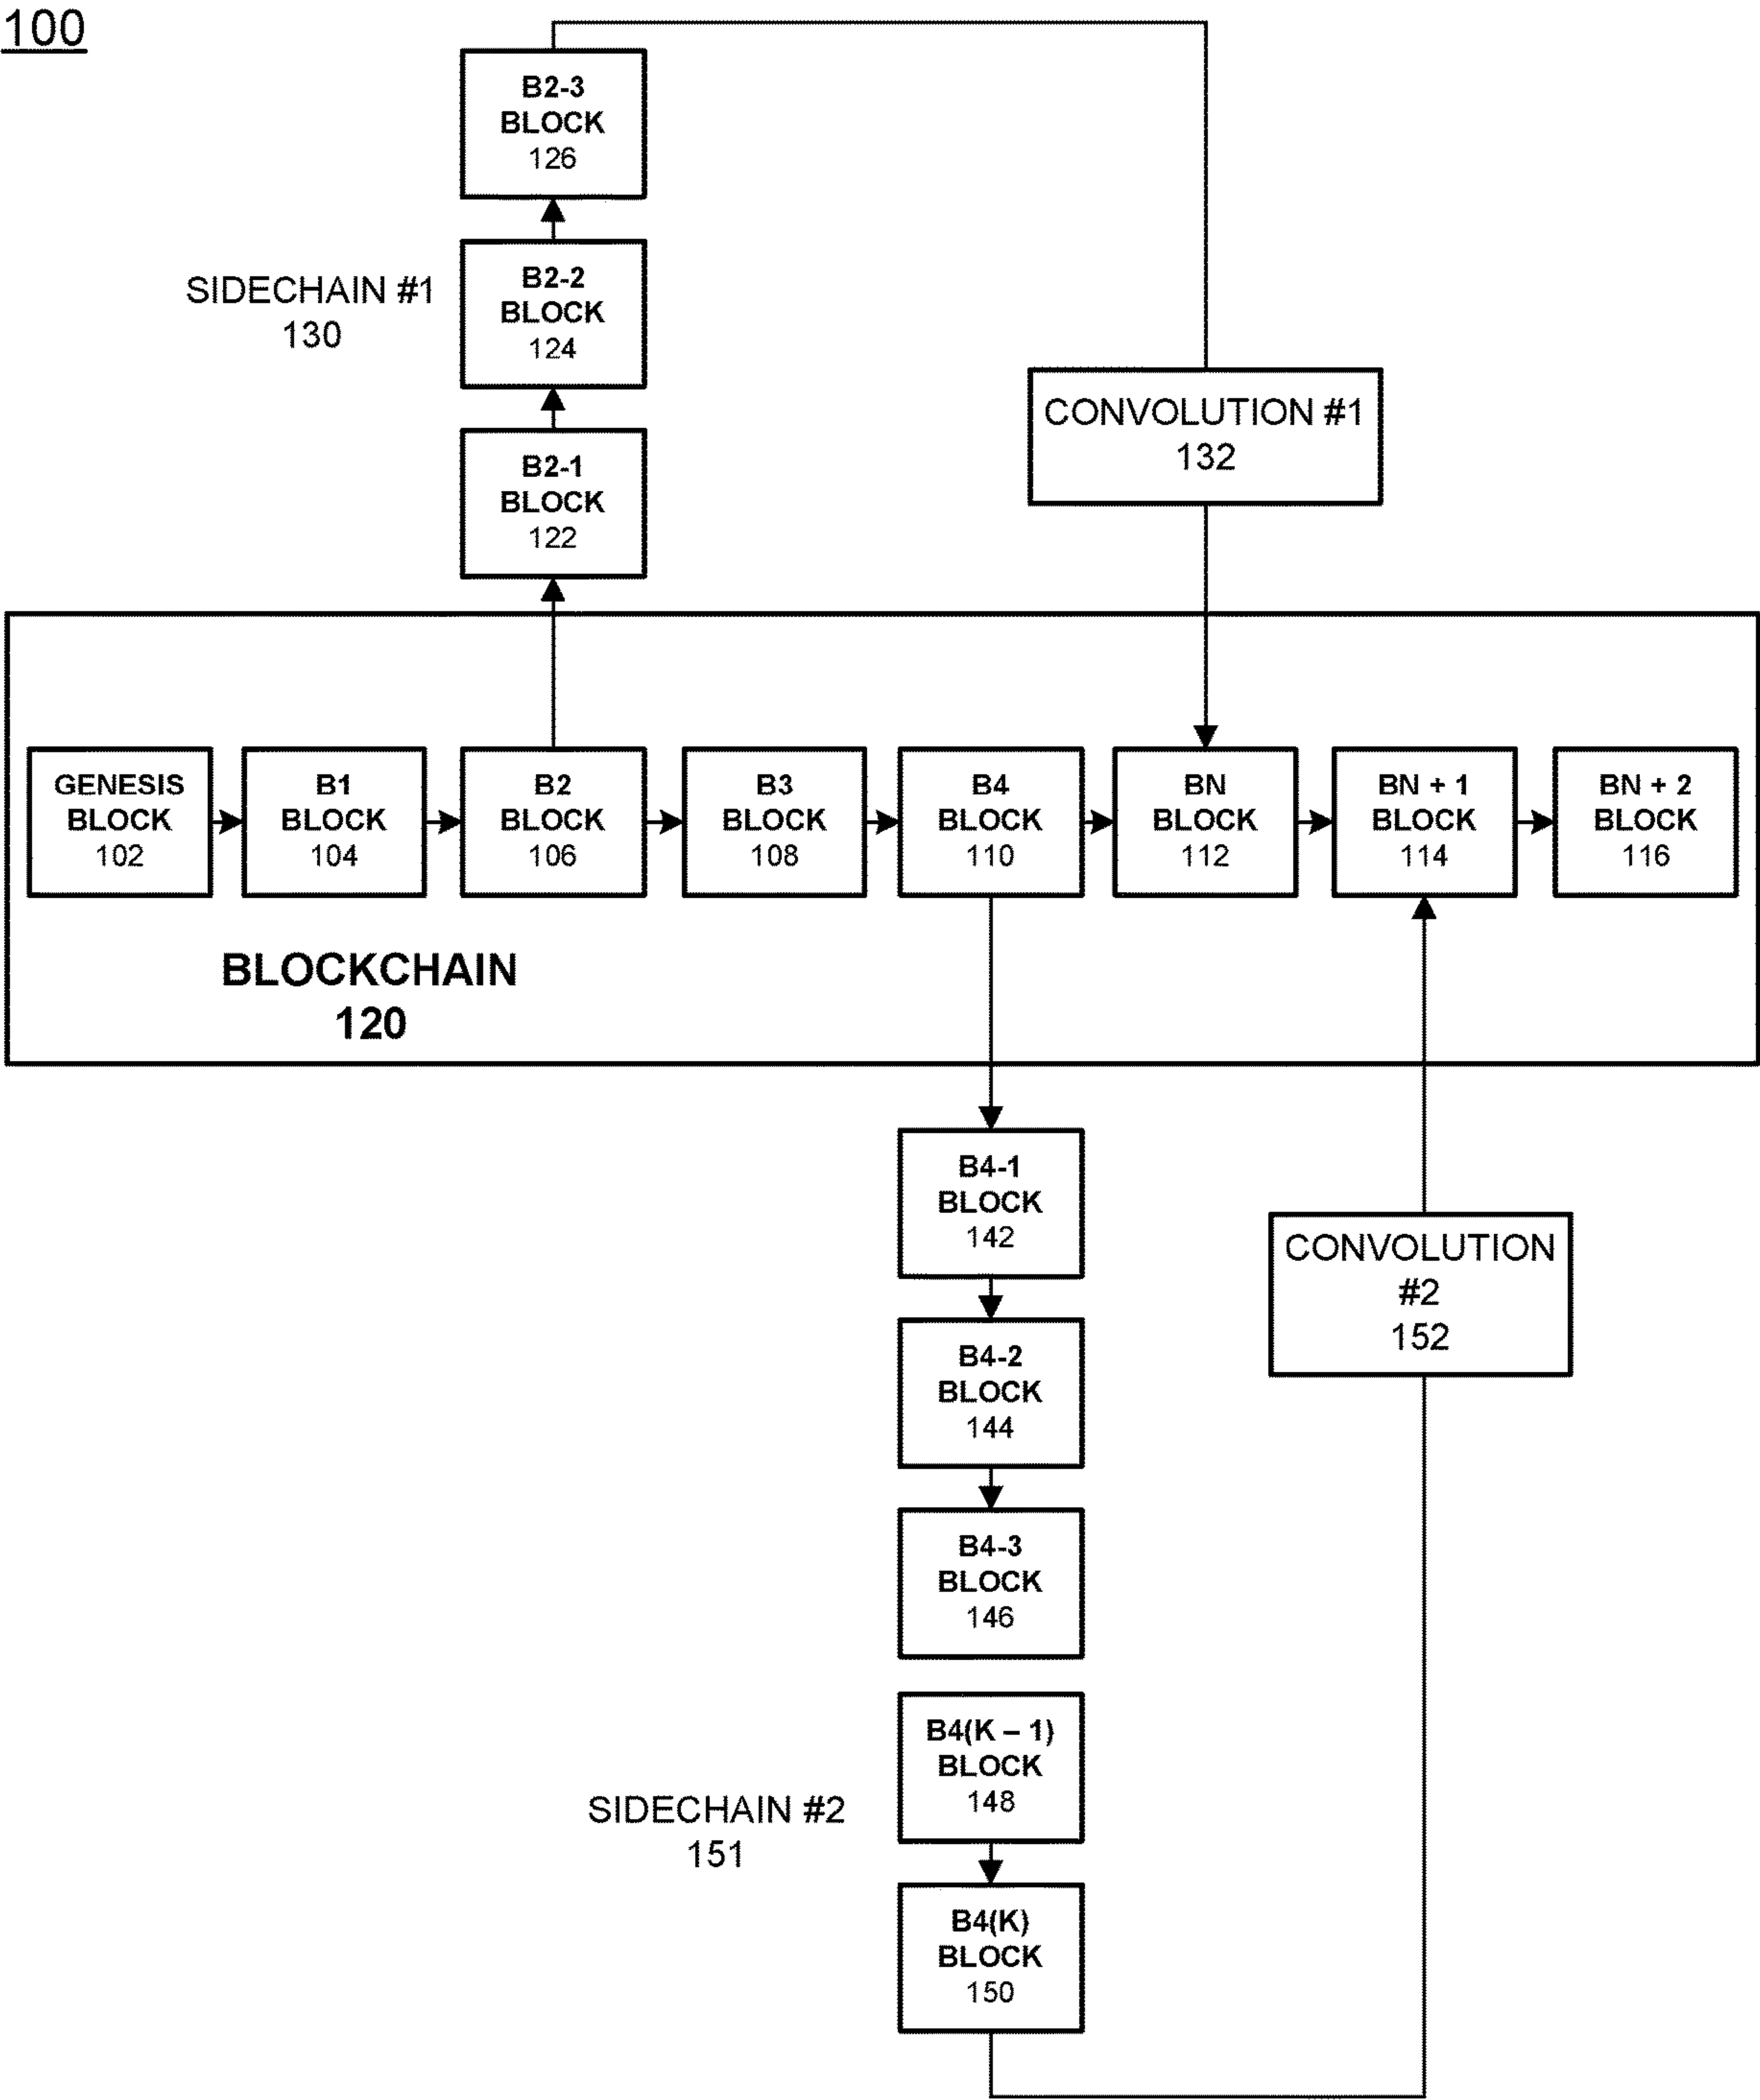 100
B2-3
BLOCK
126
B2-2
BLOCK
124
SIDECHAIN #1
130
B2-1
BLOCK
122
CONVOLUTION #1
132
GENESIS
BLOCK
102
B1
BLOCK
104
B2
BLOCK
106
B3
BLOCK
108
B4
BLOCK
110
BN
BLOCK
112
BN + 1
BLOCK
114
BN + 2
BLOCK
116
BLOCKCHAIN
120
B4-1
BLOCK
142
CONVOLUTION
#2
152
B4-2
BLOCK
144
B4-3
BLOCK
146
B4(K – 1)
BLOCK
148
SIDECHAIN #2
151
B4(K)
BLOCK
150